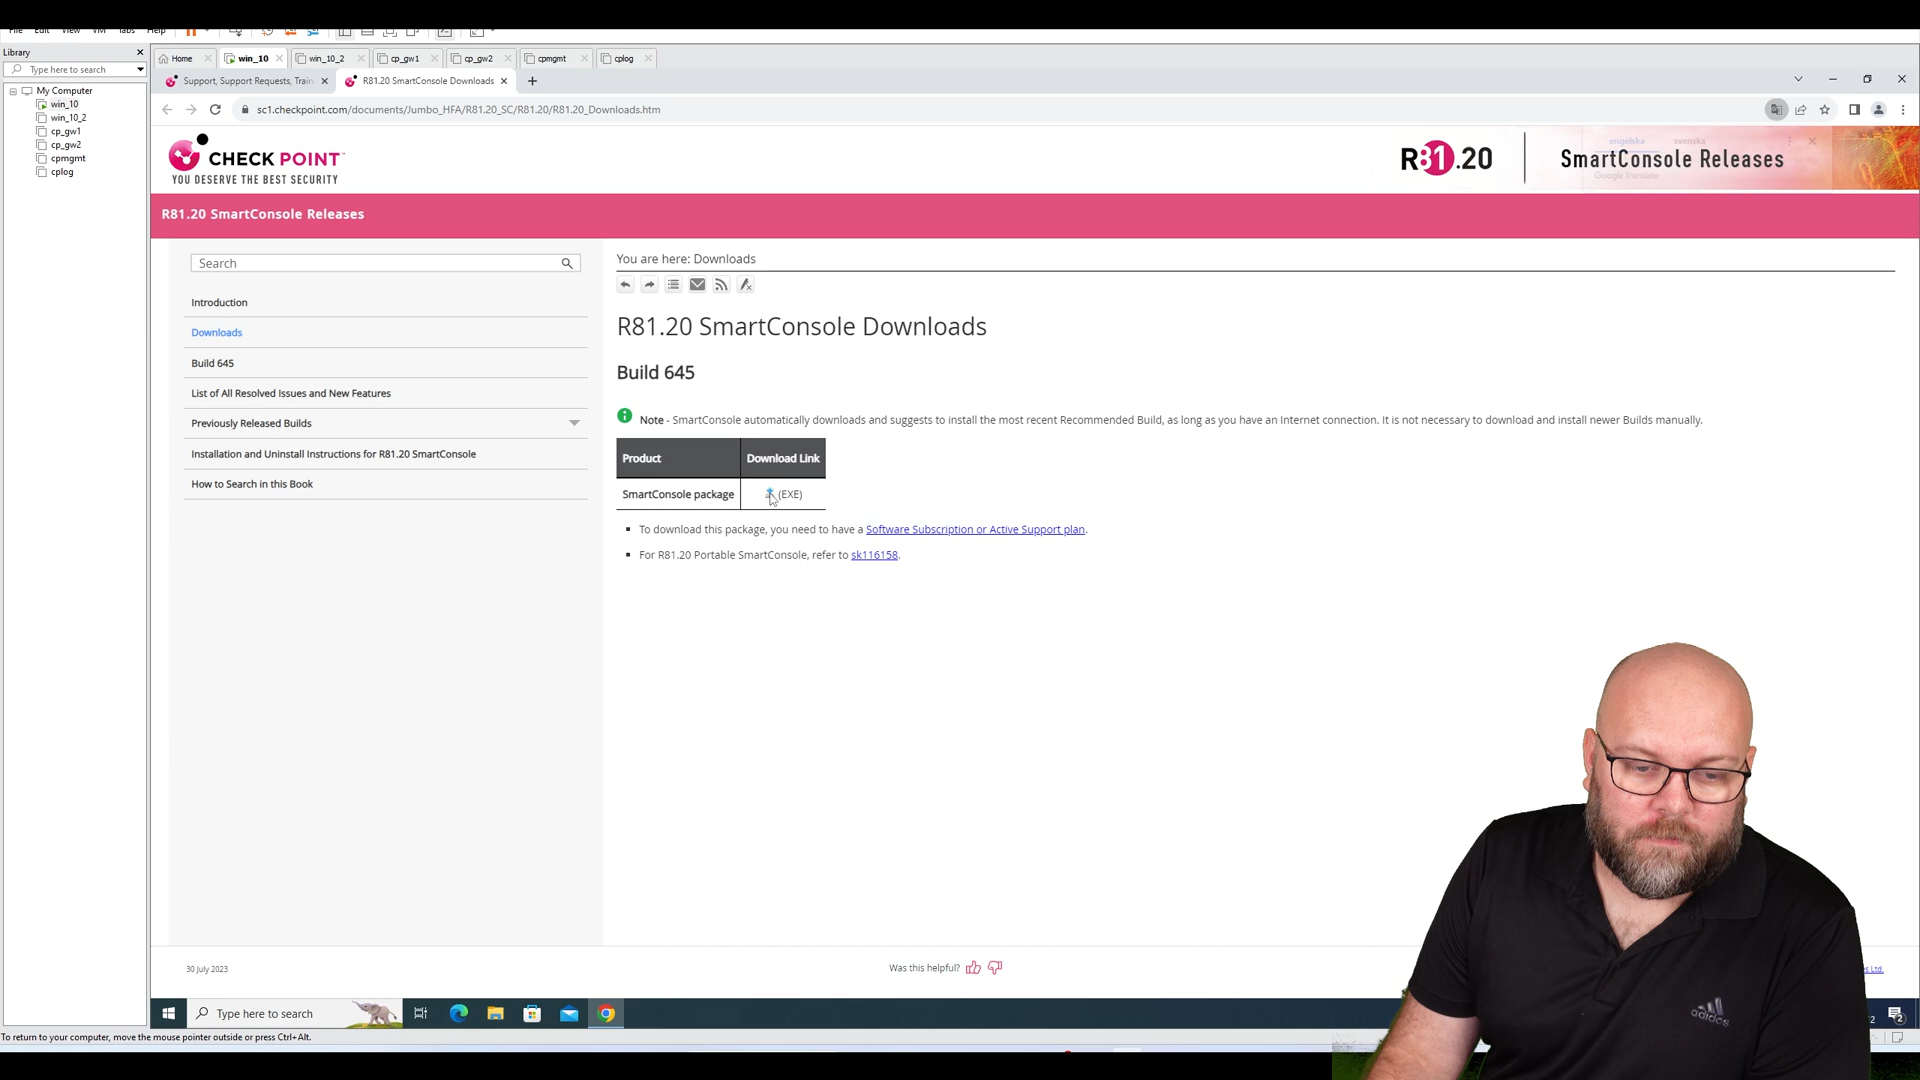 File Edit View VM Tabs Help
Library
Type here to search
My Computer
win_10
win_10_2
cp_gw1
cp_gw2
cpmgmt
cplog
Home win_10 win_10_2 cp_gw1 cp_gw2 cpmgmt cplog
Support, Support Requests, Train R81.20 SmartConsole Downloads
sc1.checkpoint.com/documents/Jumbo_HFA/R81.20_SC/R81.20/R81.20_Downloads.htm
CHECK POINT
YOU DESERVE THE BEST SECURITY
R81.20 SmartConsole Releases
engelska svenska
Google Translate
R81.20 SmartConsole Releases
Search
Introduction
Downloads
Build 645
List of All Resolved Issues and New Features
Previously Released Builds
Installation and Uninstall Instructions for R81.20 SmartConsole
How to Search in this Book
You are here: Downloads
R81.20 SmartConsole Downloads
Build 645
Note - SmartConsole automatically downloads and suggests to install the most recent Recommended Build, as long as you have an Internet connection. It is not necessary to download and install newer Builds manually.
Product Download Link
SmartConsole package (EXE)
To download this package, you need to have a Software Subscription or Active Support plan.
For R81.20 Portable SmartConsole, refer to sk116158.
30 July 2023
Was this helpful?
s Ltd.
Type here to search
2
2
To return to your computer, move the mouse pointer outside or press Ctrl+Alt.
adidas